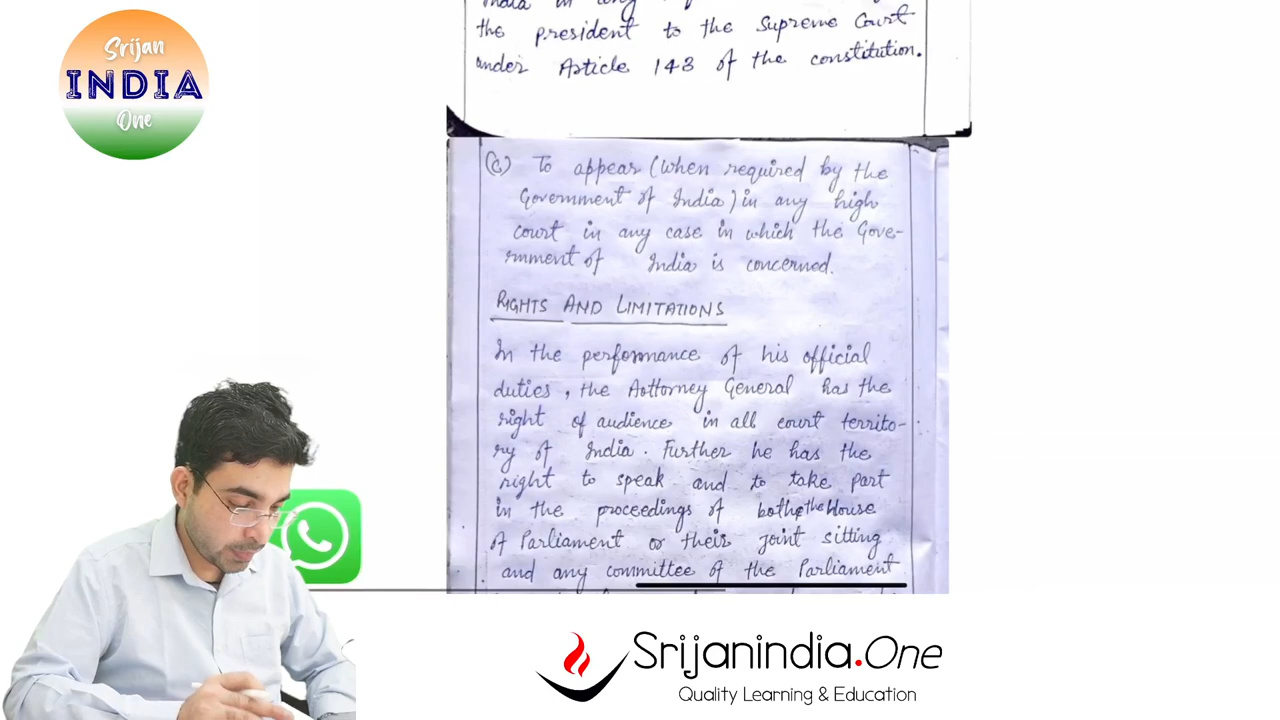 Srijan
INDIA
One
India in any
the president to the Supreme Court
under Article 143 of the constitution.
(c) To appear (when required by the
Government of India) in any high
court in any case in which the Gove-
rnment of India is concerned.
RIGHTS AND LIMITATIONS
In the performance of his official
duties, the Attorney General has the
right of audience in all court territo-
ry of India. Further he has the
right to speak and to take part
in the proceedings of both the House
of Parliament or their joint sitting
and any committee of the Parliament
Srijanindia.One
Quality Learning & Education